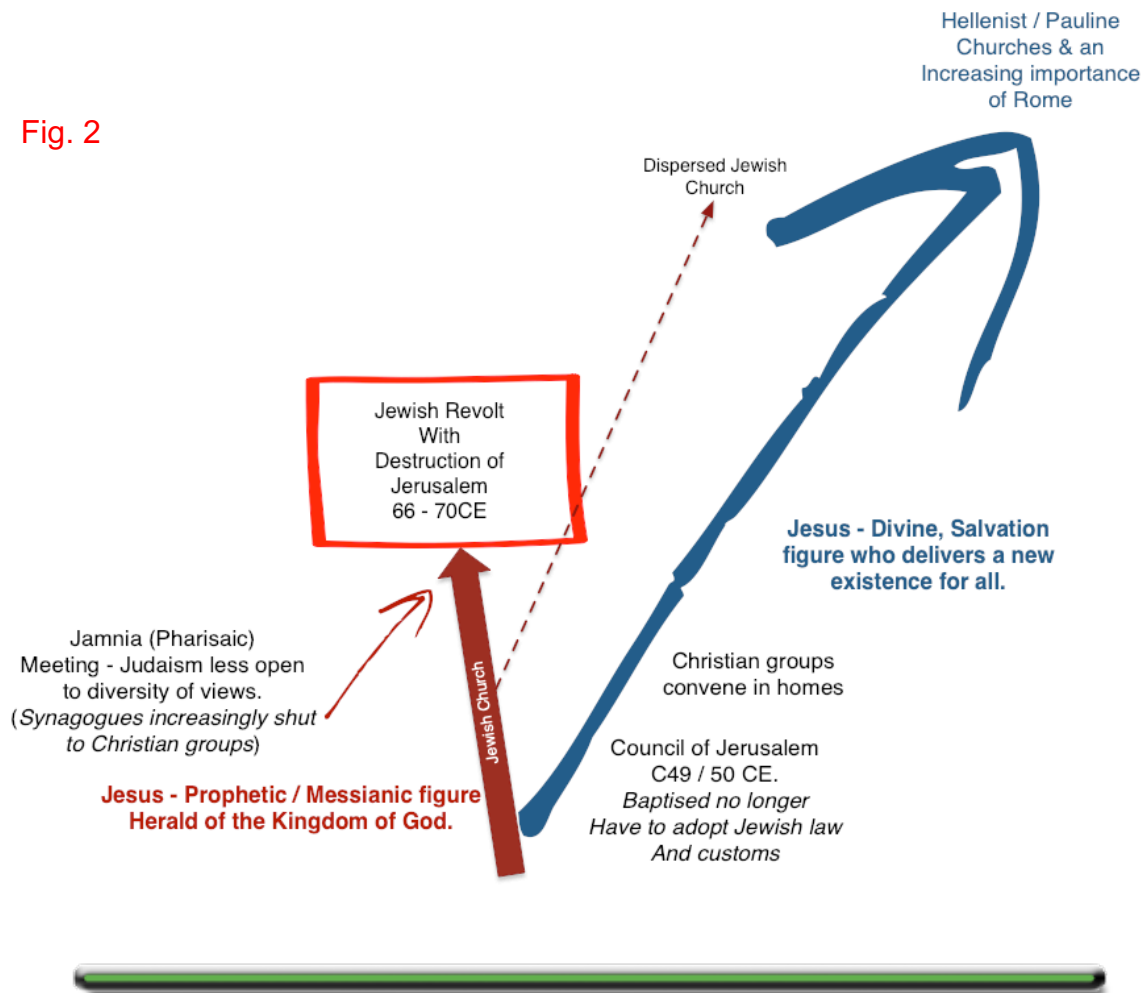 Hellenist / Pauline
Churches & an
Increasing importance
of Rome
Fig. 2
Dispersed Jewish
Church
Jewish Revolt
With
Destruction of
Jerusalem
66 - 70CE
Jesus - Divine, Salvation
figure who delivers a new
existence for all.
Jamnia (Pharisaic)
Meeting - Judaism less open
to diversity of views.
(Synagogues increasingly shut
to Christian groups)
Jewish Church
Christian groups
convene in homes
Jesus - Prophetic / Messianic figure
Herald of the Kingdom of God.
Council of Jerusalem
C49 / 50 CE.
Baptised no longer
Have to adopt Jewish law
And customs